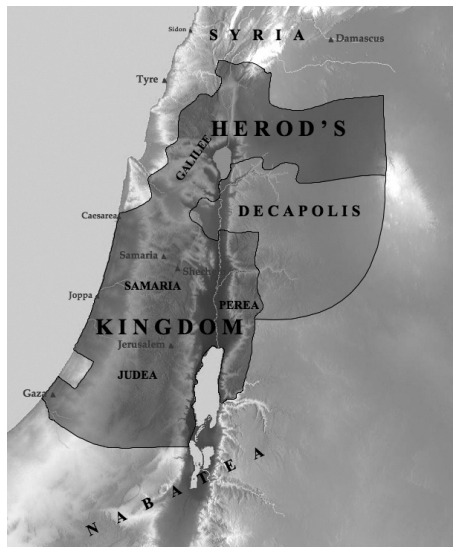 Sidon
SYRIA
Damascus
Tyre
HEROD'S
GALILEE
DECAPOLIS
Caesarea
Samaria
Shechem
SAMARIA
Joppa
PEREA
KINGDOM
Jerusalem
JUDEA
Gaza
NABATEA